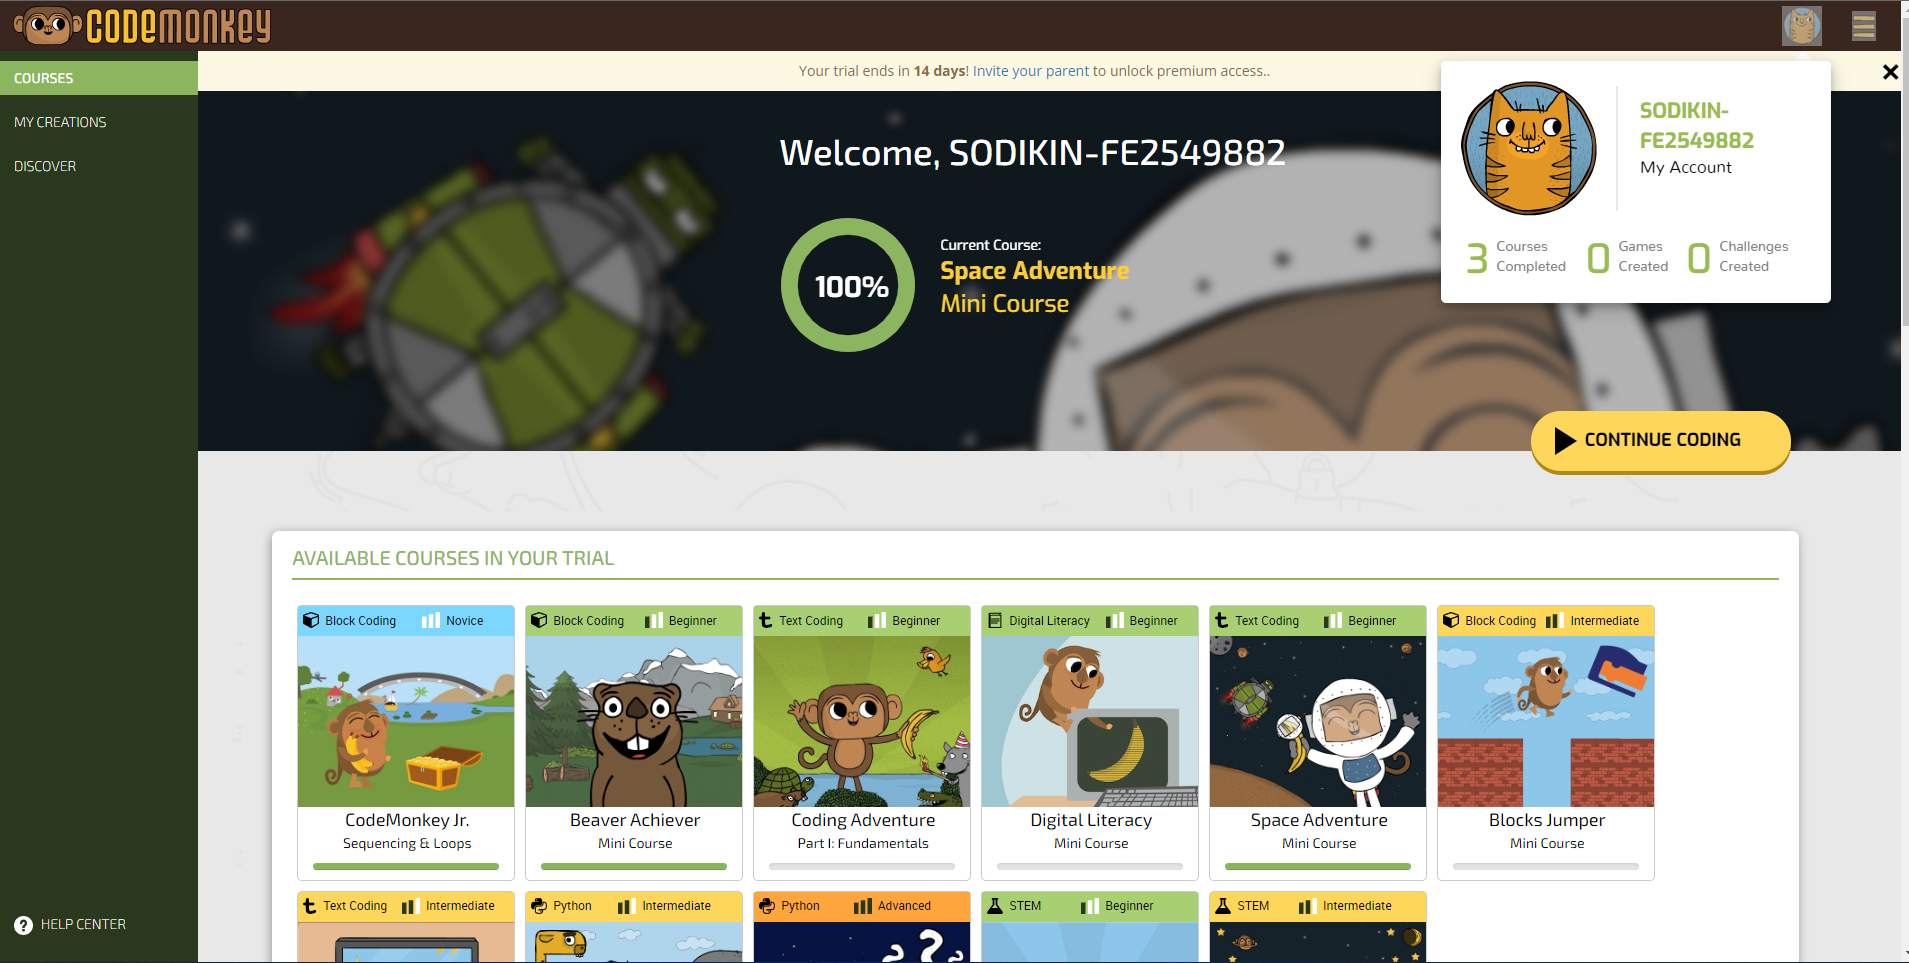 CODEMONKEY
COURSES
MY CREATIONS
DISCOVER
HELP CENTER
Your trial ends in 14 days! Invite your parent to unlock premium access..
Welcome, SODIKIN-FE2549882
100%
Current Course:
Space Adventure
Mini Course
SODIKIN-
FE2549882
My Account
3 Courses Completed
0 Games Created
0 Challenges Created
CONTINUE CODING
AVAILABLE COURSES IN YOUR TRIAL
Block Coding Novice
CodeMonkey Jr.
Sequencing & Loops
Block Coding Beginner
Beaver Achiever
Mini Course
Text Coding Beginner
Coding Adventure
Part I: Fundamentals
Digital Literacy Beginner
Digital Literacy
Mini Course
Text Coding Beginner
Space Adventure
Mini Course
Block Coding Intermediate
Blocks Jumper
Mini Course
Text Coding Intermediate
Python Intermediate
Python Advanced
STEM Beginner
STEM Intermediate